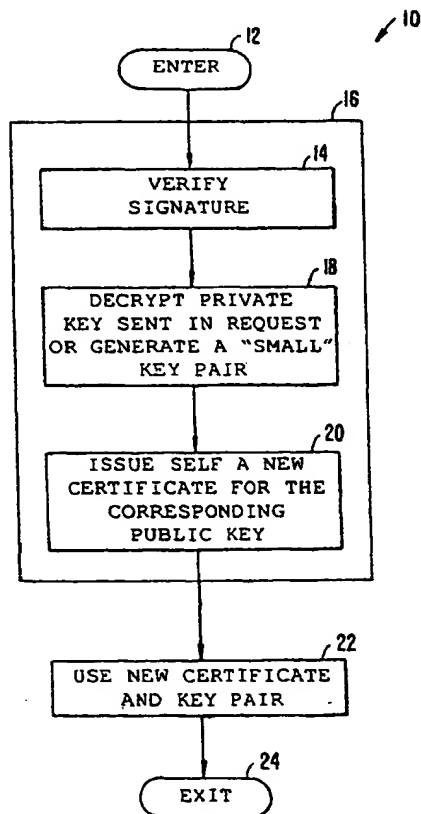 10
12
ENTER
16
14
VERIFY
SIGNATURE
18
DECRYPT PRIVATE
KEY SENT IN REQUEST
OR GENERATE A "SMALL"
KEY PAIR
20
ISSUE SELF A NEW
CERTIFICATE FOR THE
CORRESPONDING
PUBLIC KEY
22
USE NEW CERTIFICATE
AND KEY PAIR
24
EXIT